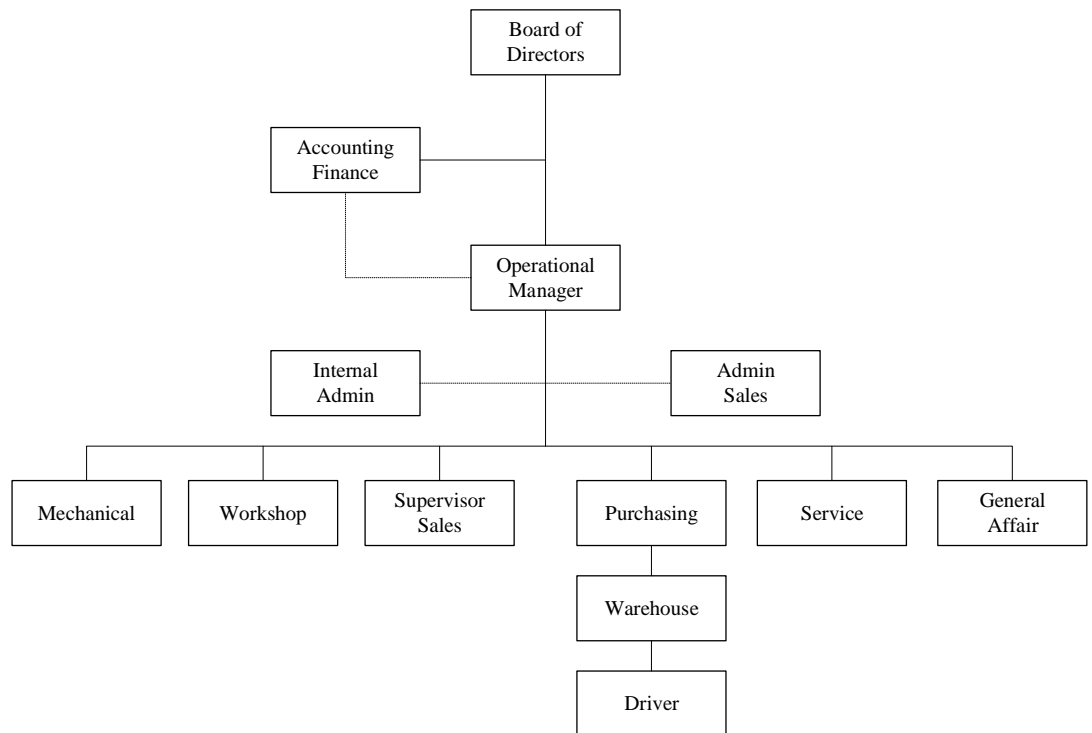 Board of
Directors
Accounting
Finance
Operational
Manager
Internal
Admin
Admin
Sales
Mechanical
Workshop
Supervisor
Sales
Purchasing
Service
General
Affair
Warehouse
Driver